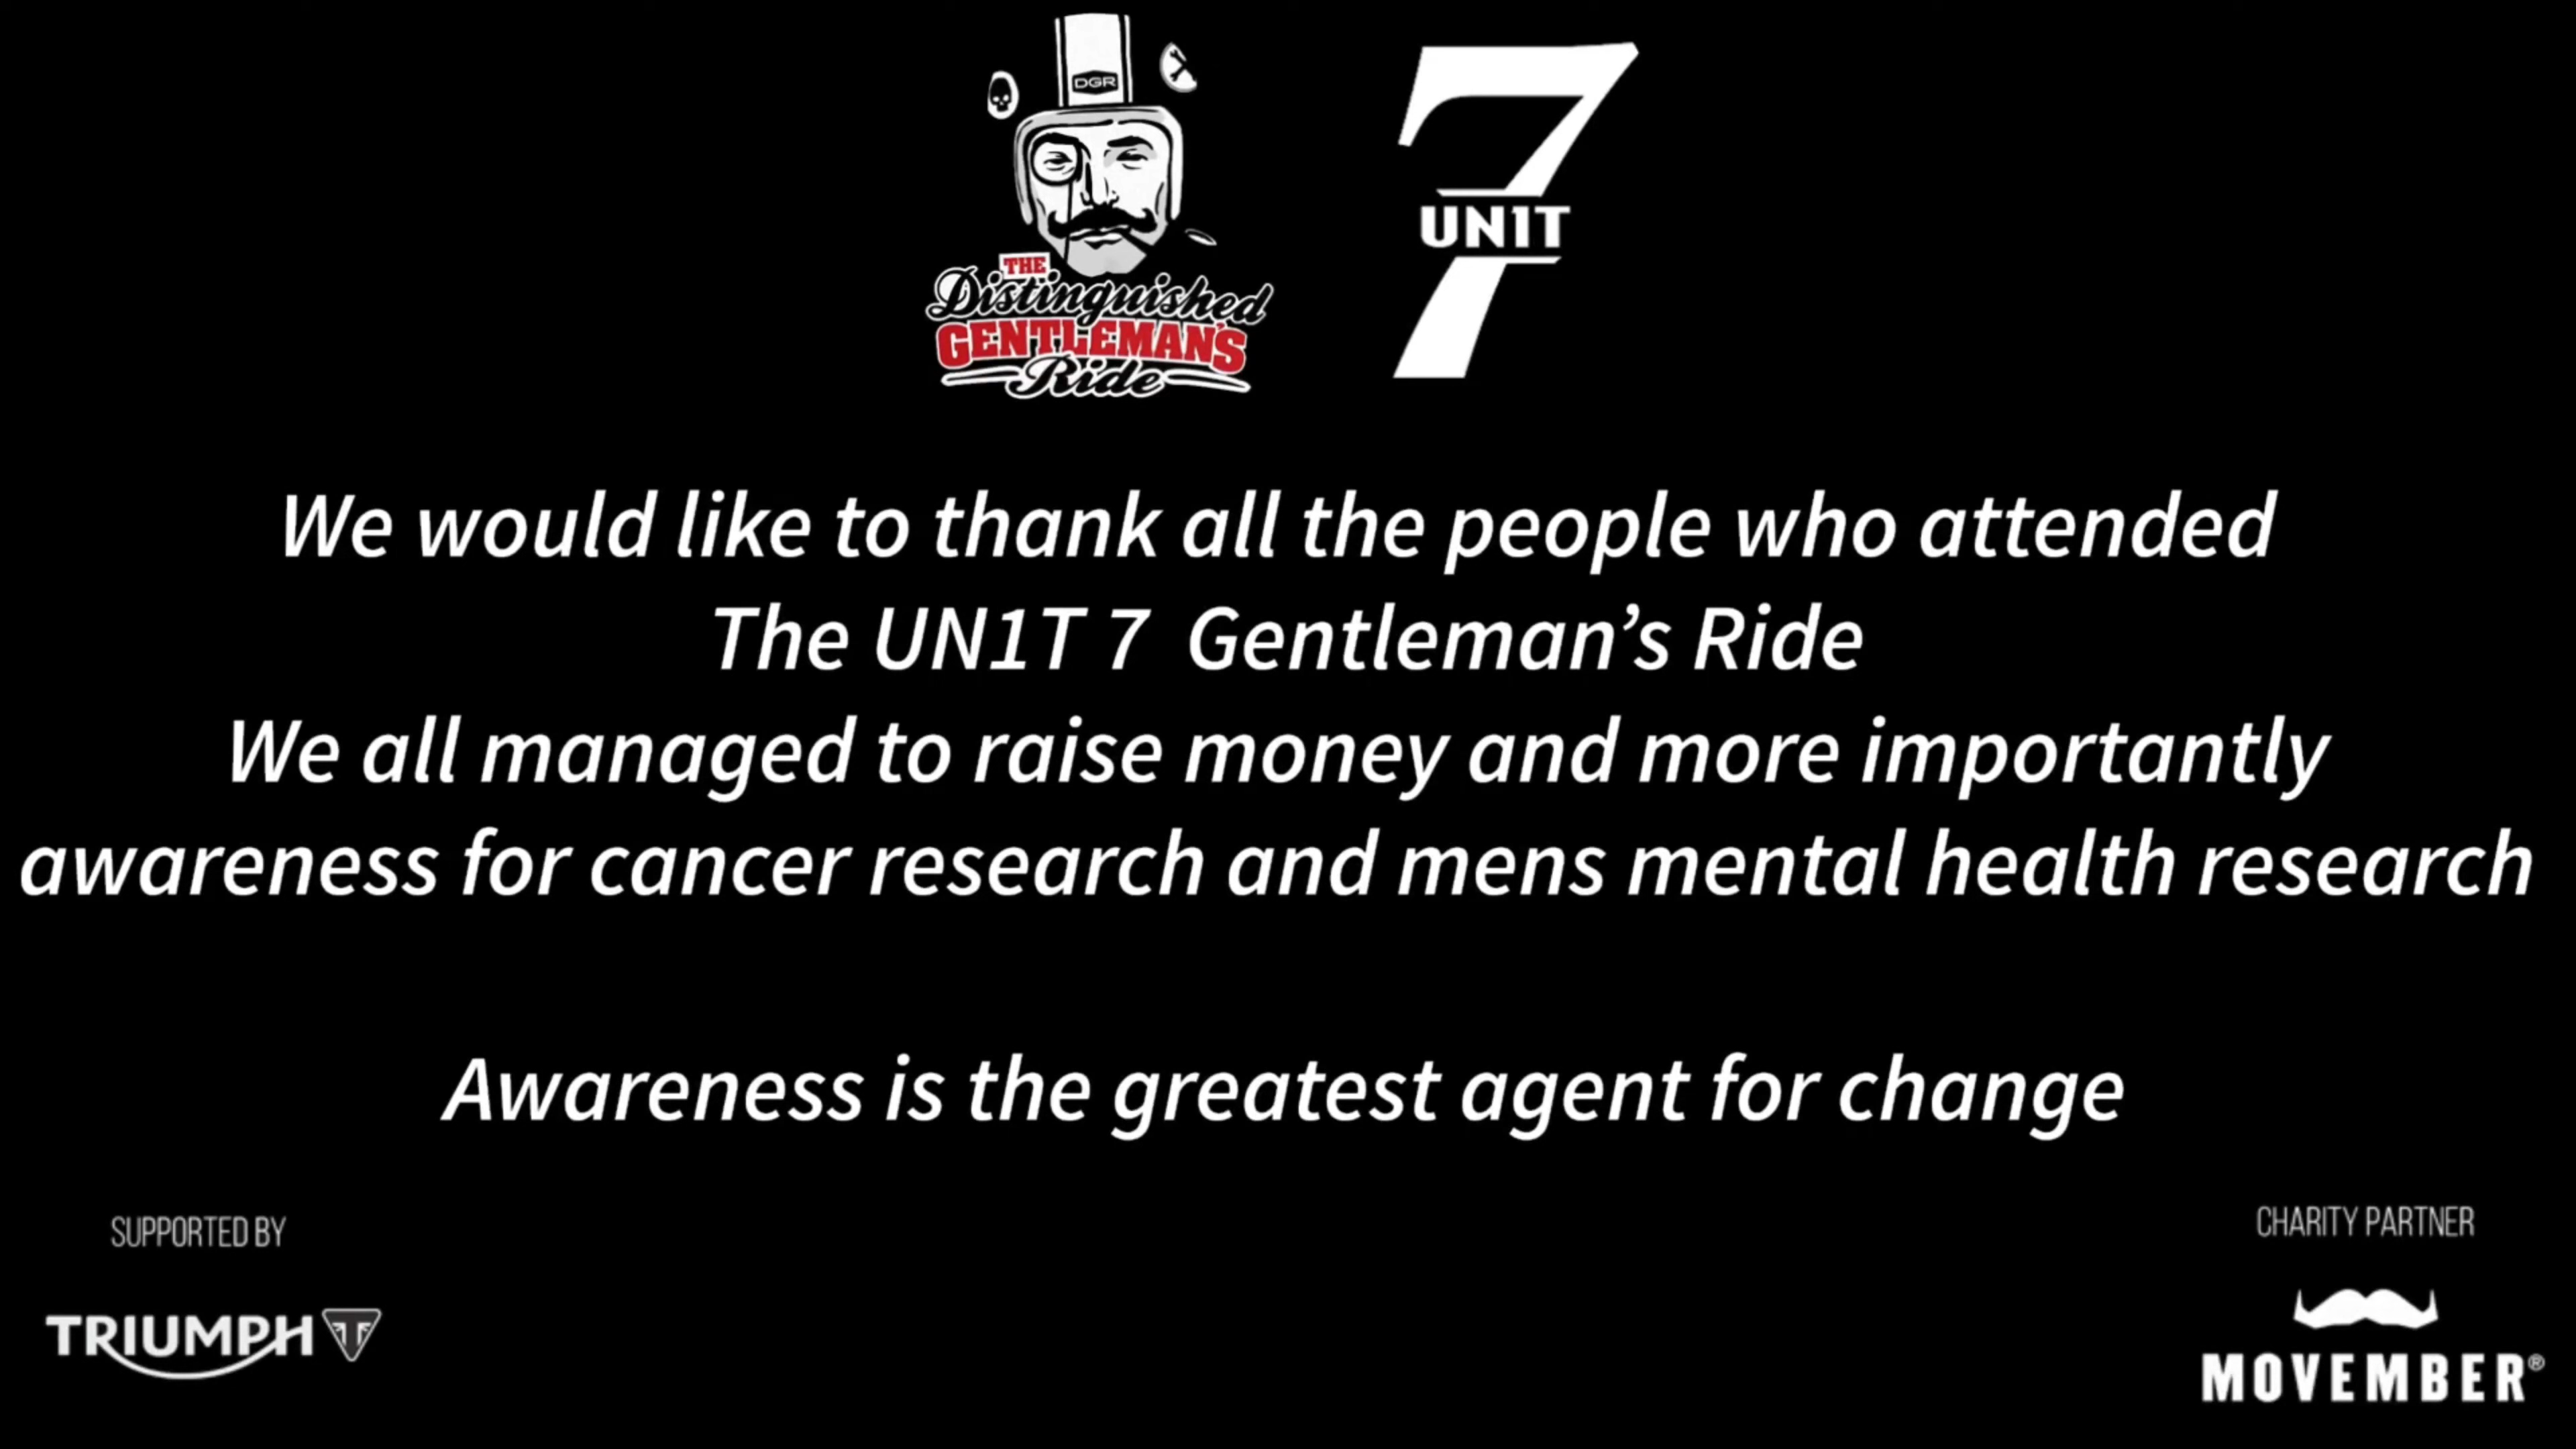 DGR
THE
Distinguished
GENTLEMAN'S
Ride
7
UN1T
We would like to thank all the people who attended
The UN1T 7 Gentleman's Ride
We all managed to raise money and more importantly
awareness for cancer research and mens mental health research
Awareness is the greatest agent for change
SUPPORTED BY
TRIUMPH
CHARITY PARTNER
MOVEMBER®